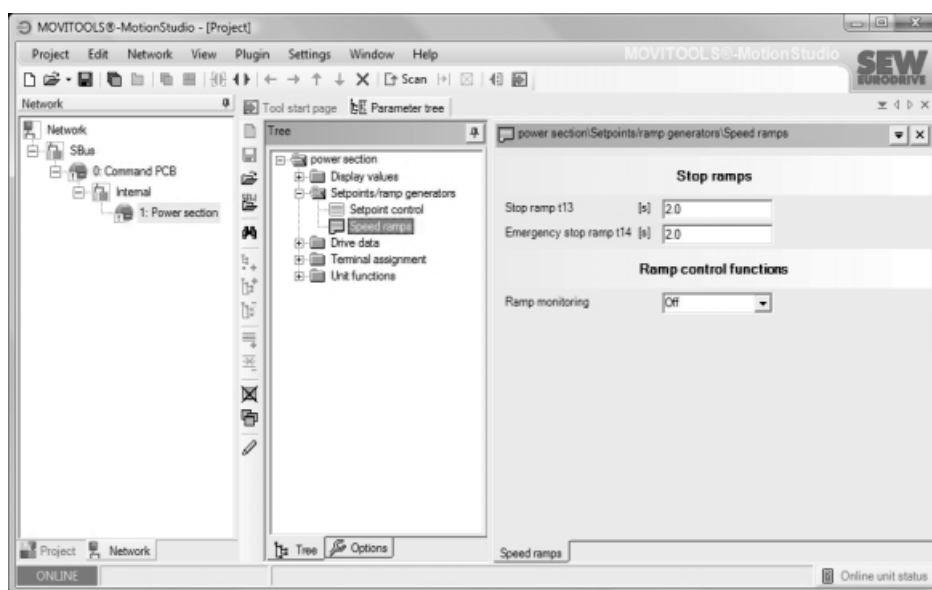 MOVITOOLS®-MotionStudio - [Project]
Project Edit Network View Plugin Settings Window Help
MOVITOOLS®-MotionStudio
SEW
EURODRIVE
Scan
Network
Tool start page Parameter tree
Network
SBus
0: Command PCB
Internal
1: Power section
Tree
power section
Display values
Setpoints/ramp generators
Setpoint control
Speed ramps
Drive data
Terminal assignment
Unit functions
power section\Setpoints/ramp generators\Speed ramps
Stop ramps
Stop ramp t13 [s] 2.0
Emergency stop ramp t14 [s] 2.0
Ramp control functions
Ramp monitoring Off
Project Network
Tree Options
Speed ramps
ONLINE
Online unit status